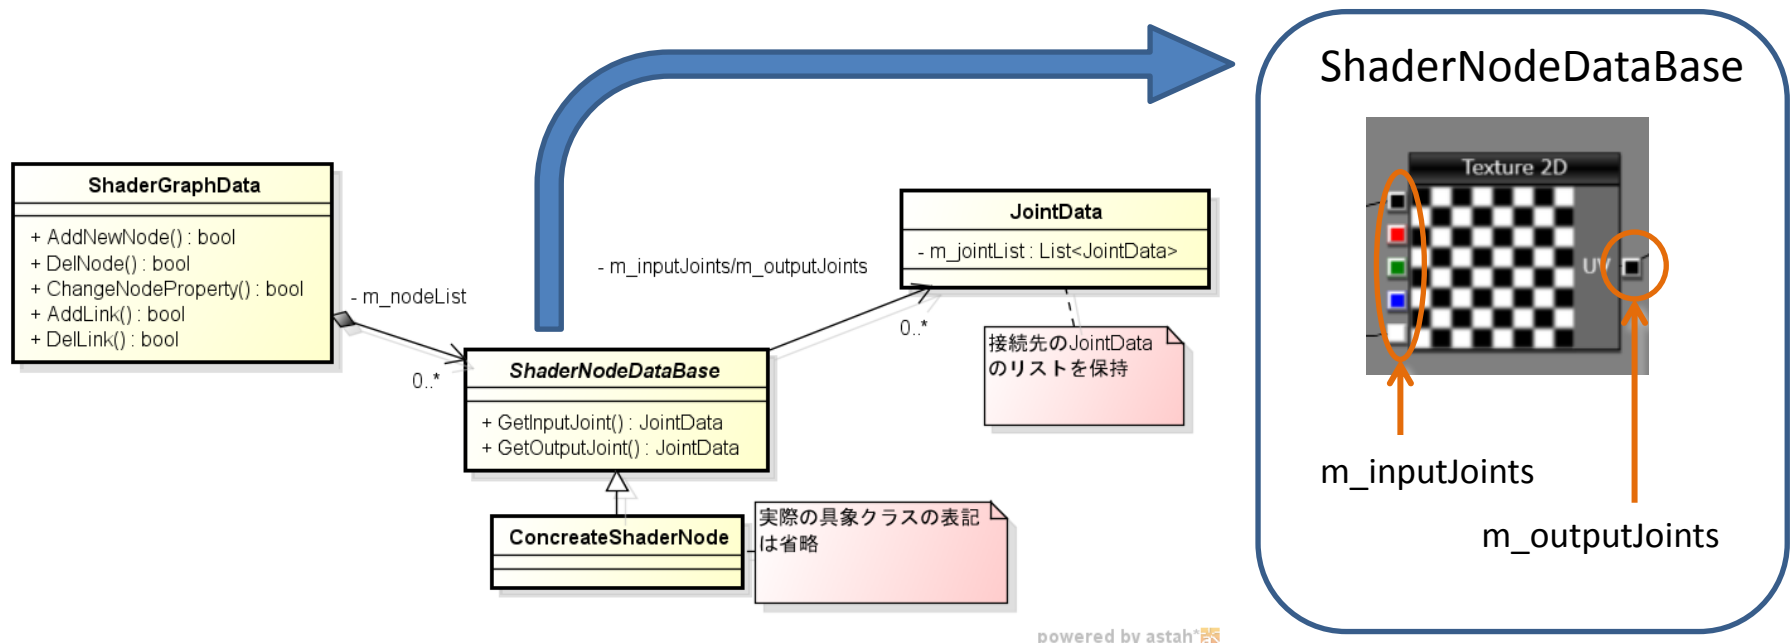 ShaderNodeDataBase
Texture 2D
UV
m_inputJoints
m_outputJoints
ShaderGraphData
+ AddNewNode() : bool
+ DelNode() : bool
+ ChangeNodeProperty() : bool
+ AddLink() : bool
+ DelLink() : bool
- m_nodeList
0..*
ShaderNodeDataBase
+ GetInputJoint() : JointData
+ GetOutputJoint() : JointData
- m_inputJoints/m_outputJoints
0..*
JointData
- m_jointList : List<JointData>
接続先のJointData
のリストを保持
ConcreateShaderNode
実際の具象クラスの表記
は省略
powered by astah*